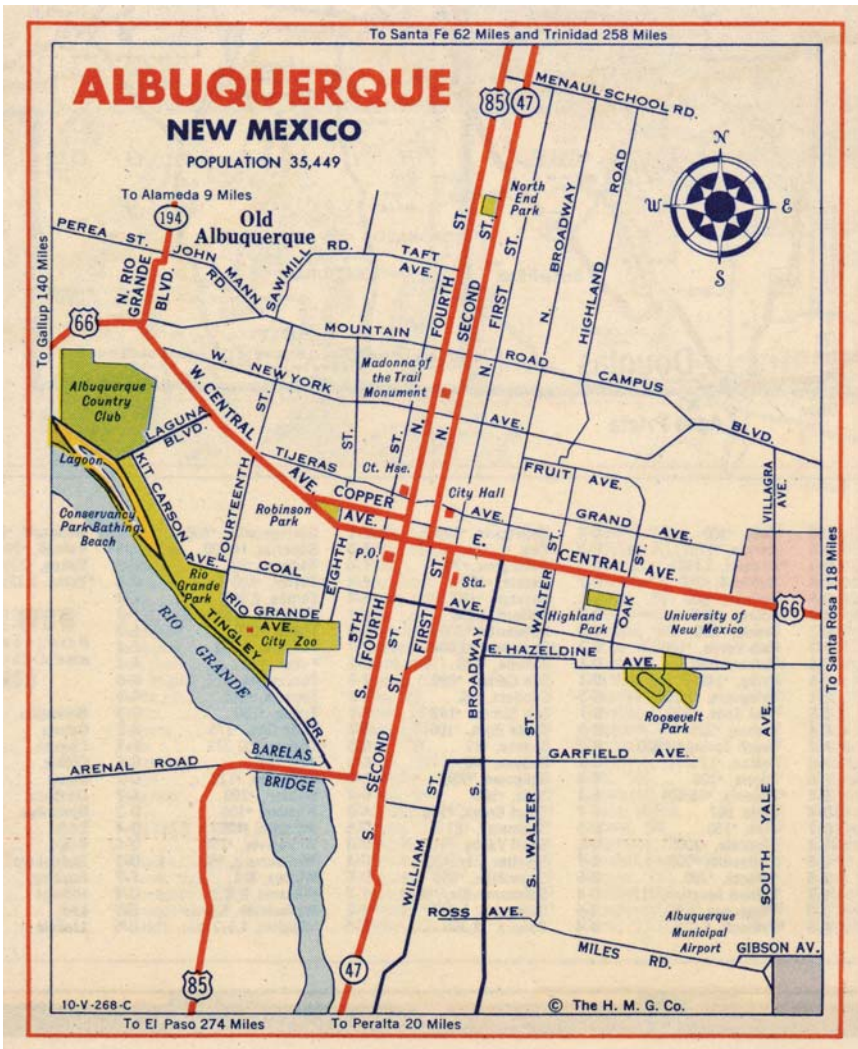 To Santa Fe 62 Miles and Trinidad 258 Miles
ALBUQUERQUE
NEW MEXICO
POPULATION 35,449
85
47
MENAUL SCHOOL RD.
To Alameda 9 Miles
194
Old
Albuquerque
North
End
Park
N
W
E
S
PEREA ST.
JOHN MANN RD.
SAWMILL RD.
TAFT AVE.
N. RIO GRANDE BLVD.
N. FOURTH ST.
N. SECOND ST.
N. FIRST ST.
N. BROADWAY
HIGHLAND ROAD
To Gallup 140 Miles
66
MOUNTAIN ROAD
CAMPUS BLVD.
W. NEW YORK AVE.
Madonna of
the Trail
Monument
Albuquerque
Country
Club
W. CENTRAL AVE.
LAGUNA BLVD.
TIJERAS
FOURTEENTH ST.
ST.
ST.
Ct. Hse.
COPPER AVE.
City Hall
FRUIT AVE.
GRAND AVE.
VILLAGRA AVE.
Lagoon
KIT CARSON AVE.
Robinson
Park
Conservancy
Park-Bathing
Beach
E. CENTRAL AVE.
EIGHTH
P.O.
Sta.
COAL AVE.
WALTER ST.
OAK ST.
Highland
Park
University of
New Mexico
66
To Santa Rosa 118 Miles
Rio
Grande
Park
RIO GRANDE AVE.
City Zoo
TINGLEY DR.
RIO GRANDE
5TH
S. FOURTH ST.
FIRST ST.
S. SECOND ST.
S. BROADWAY
E. HAZELDINE AVE.
Roosevelt
Park
ARENAL ROAD
BARELAS
BRIDGE
GARFIELD AVE.
WILLIAM ST.
S. WALTER ST.
SOUTH YALE AVE.
ROSS AVE.
MILES RD.
Albuquerque
Municipal
Airport
GIBSON AV.
85
47
10-V-268-C
© The H. M. G. Co.
To El Paso 274 Miles
To Peralta 20 Miles